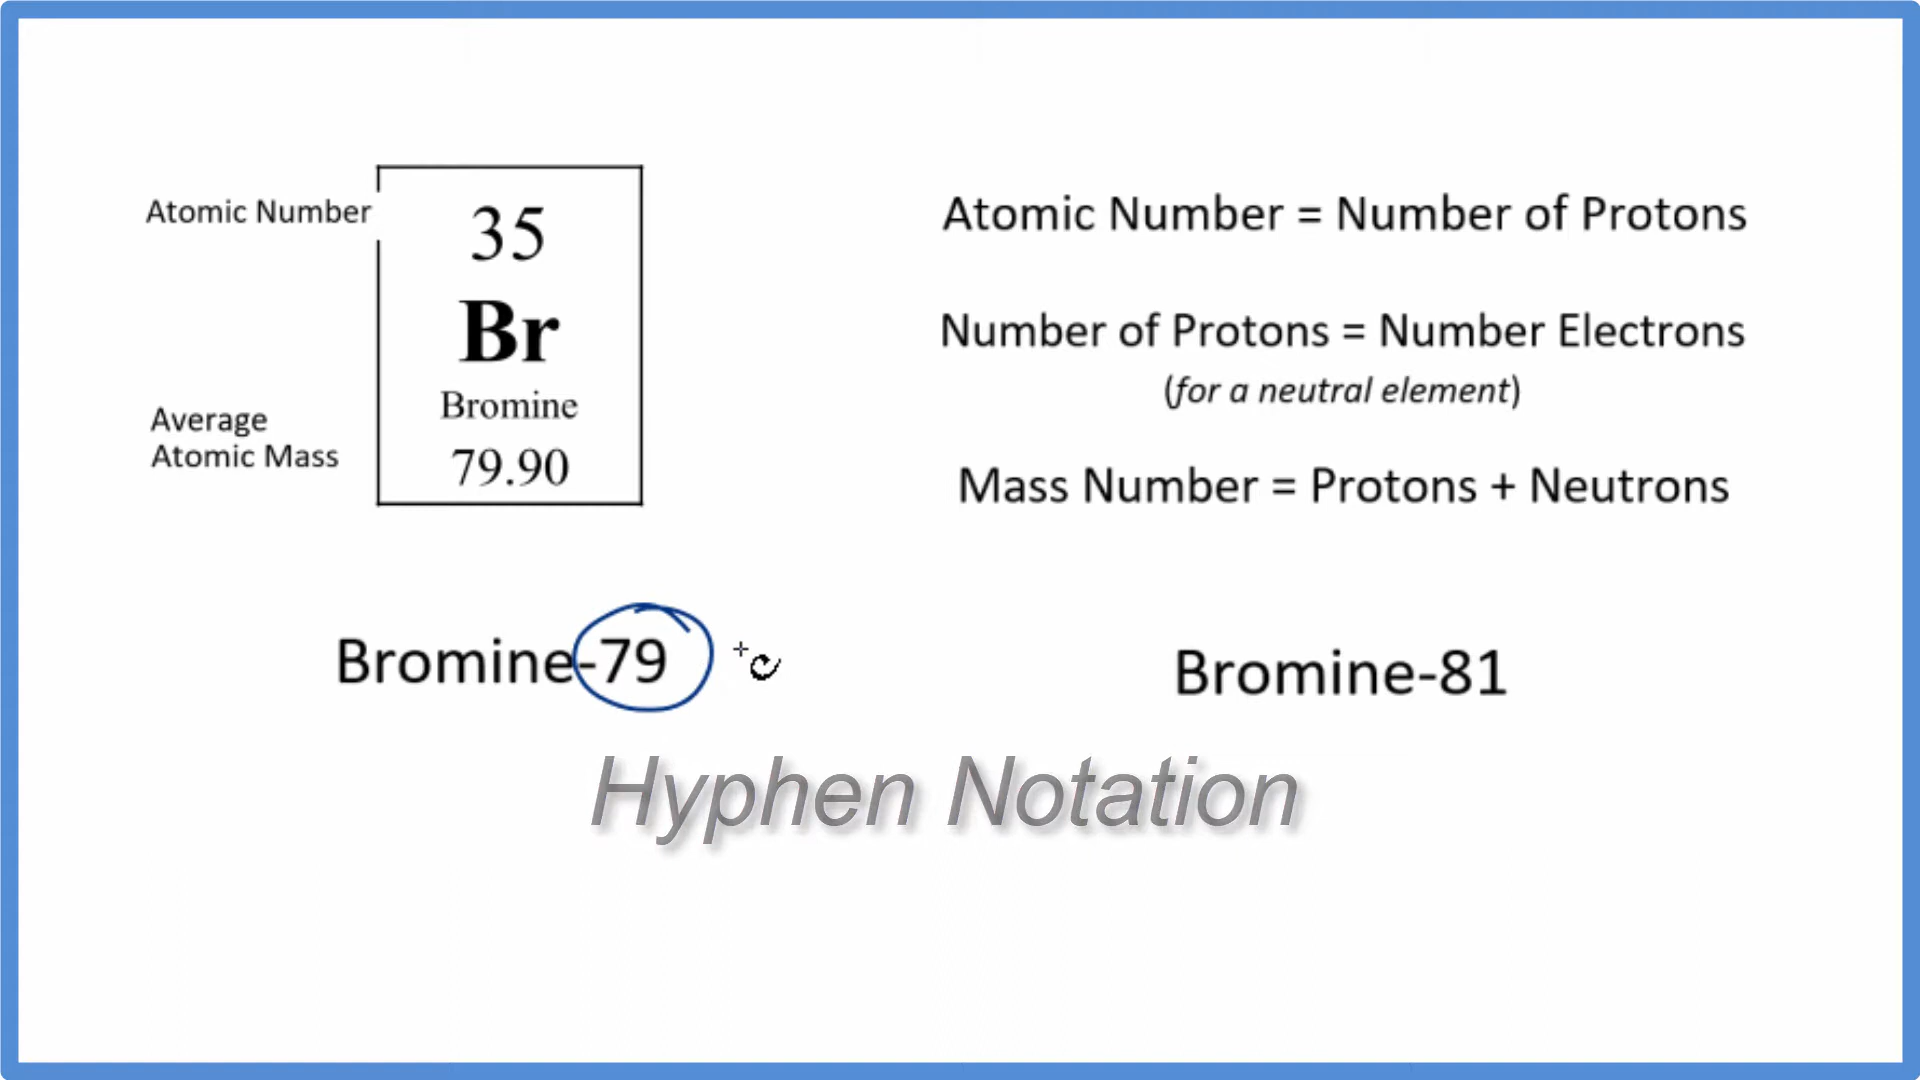 Atomic Number
35
Br
Bromine
79.90
Average
Atomic Mass
Atomic Number = Number of Protons
Number of Protons = Number Electrons
(for a neutral element)
Mass Number = Protons + Neutrons
Bromine-79
Bromine-81
Hyphen Notation